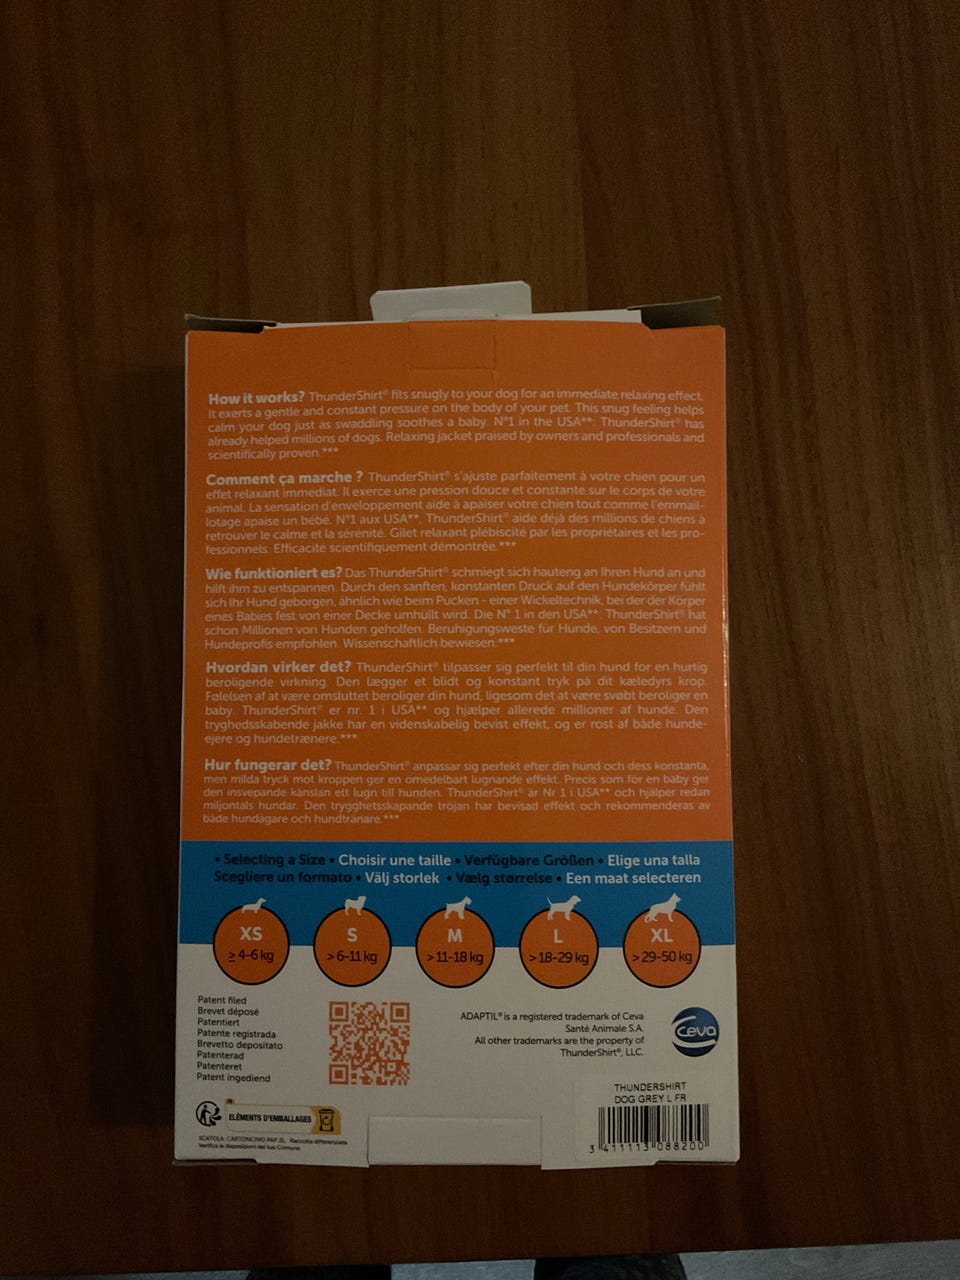 How it works? ThunderShirt® fits snugly to your dog for an immediate relaxing effect.
It exerts a gentle and constant pressure on the body of your pet. This snug feeling helps
calm your dog just as swaddling soothes a baby. N°1 in the USA**. ThunderShirt® has
already helped millions of dogs. Relaxing jacket praised by owners and professionals and
scientifically proven.***
Comment ça marche ? ThunderShirt® s'ajuste parfaitement à votre chien pour un
effet relaxant immédiat. Il exerce une pression douce et constante sur le corps de votre
animal. La sensation d'enveloppement aide à apaiser votre chien tout comme l'emmail-
lotage apaise un bébé. N°1 aux USA**, ThunderShirt® aide déjà des millions de chiens à
retrouver le calme et la sérénité. Gilet relaxant plébiscité par les propriétaires et les pro-
fessionnels. Efficacité scientifiquement démontrée.***
Wie funktioniert es? Das ThunderShirt® schmiegt sich hauteng an Ihren Hund an und
hilft ihm zu entspannen. Durch den sanften, konstanten Druck auf den Hundekörper fühlt
sich Ihr Hund geborgen, ähnlich wie beim Pucken - einer Wickeltechnik, bei der der Körper
eines Babies fest von einer Decke umhüllt wird. Die N° 1 in den USA**. ThunderShirt® hat
schon Millionen von Hunden geholfen. Beruhigungsweste für Hunde, von Besitzern und
Hundeprofis empfohlen. Wissenschaftlich bewiesen.***
Hvordan virker det? ThunderShirt® tilpasser sig perfekt til din hund for en hurtig
beroligende virkning. Den lægger et blidt og konstant tryk på dit kæledyrs krop.
Følelsen af at være omsluttet beroliger din hund, ligesom det at være svøbt beroliger en
baby. ThunderShirt® er nr. 1 i USA** og hjælper allerede millioner af hunde. Den
tryghedsskabende jakke har en videnskabelig bevist effekt, og er rost af både hunde-
ejere og hundetrænere.***
Hur fungerar det? ThunderShirt® anpassar sig perfekt efter din hund och dess konstanta,
men milda tryck mot kroppen ger en omedelbart lugnande effekt. Precis som för en baby ger
den insvepande känslan ett lugn till hunden. ThunderShirt® är Nr 1 i USA** och hjälper redan
miljontals hundar. Den trygghetsskapande tröjan har bevisad effekt och rekommenderas av
både hundägare och hundtränare.***
• Selecting a Size • Choisir une taille • Verfügbare Größen • Elige una talla
Scegliere un formato • Välj storlek • Vælg størrelse • Een maat selecteren
XS S M L XL
≥ 4-6 kg > 6-11 kg > 11-18 kg > 18-29 kg > 29-50 kg
Patent filed
Brevet déposé
Patentiert
Patente registrada
Brevetto depositato
Patenterad
Patenteret
Patent ingediend
ADAPTIL® is a registered trademark of Ceva
Santé Animale S.A.
All other trademarks are the property of
ThunderShirt®, LLC.
Ceva
THUNDERSHIRT
DOG GREY L FR
3 411113 088200
FR
ÉLÉMENTS D'EMBALLAGES
SCATOLA: CARTONCINO PAP 21, Raccolta differenziata.
Verifica le disposizioni del tuo Comune.